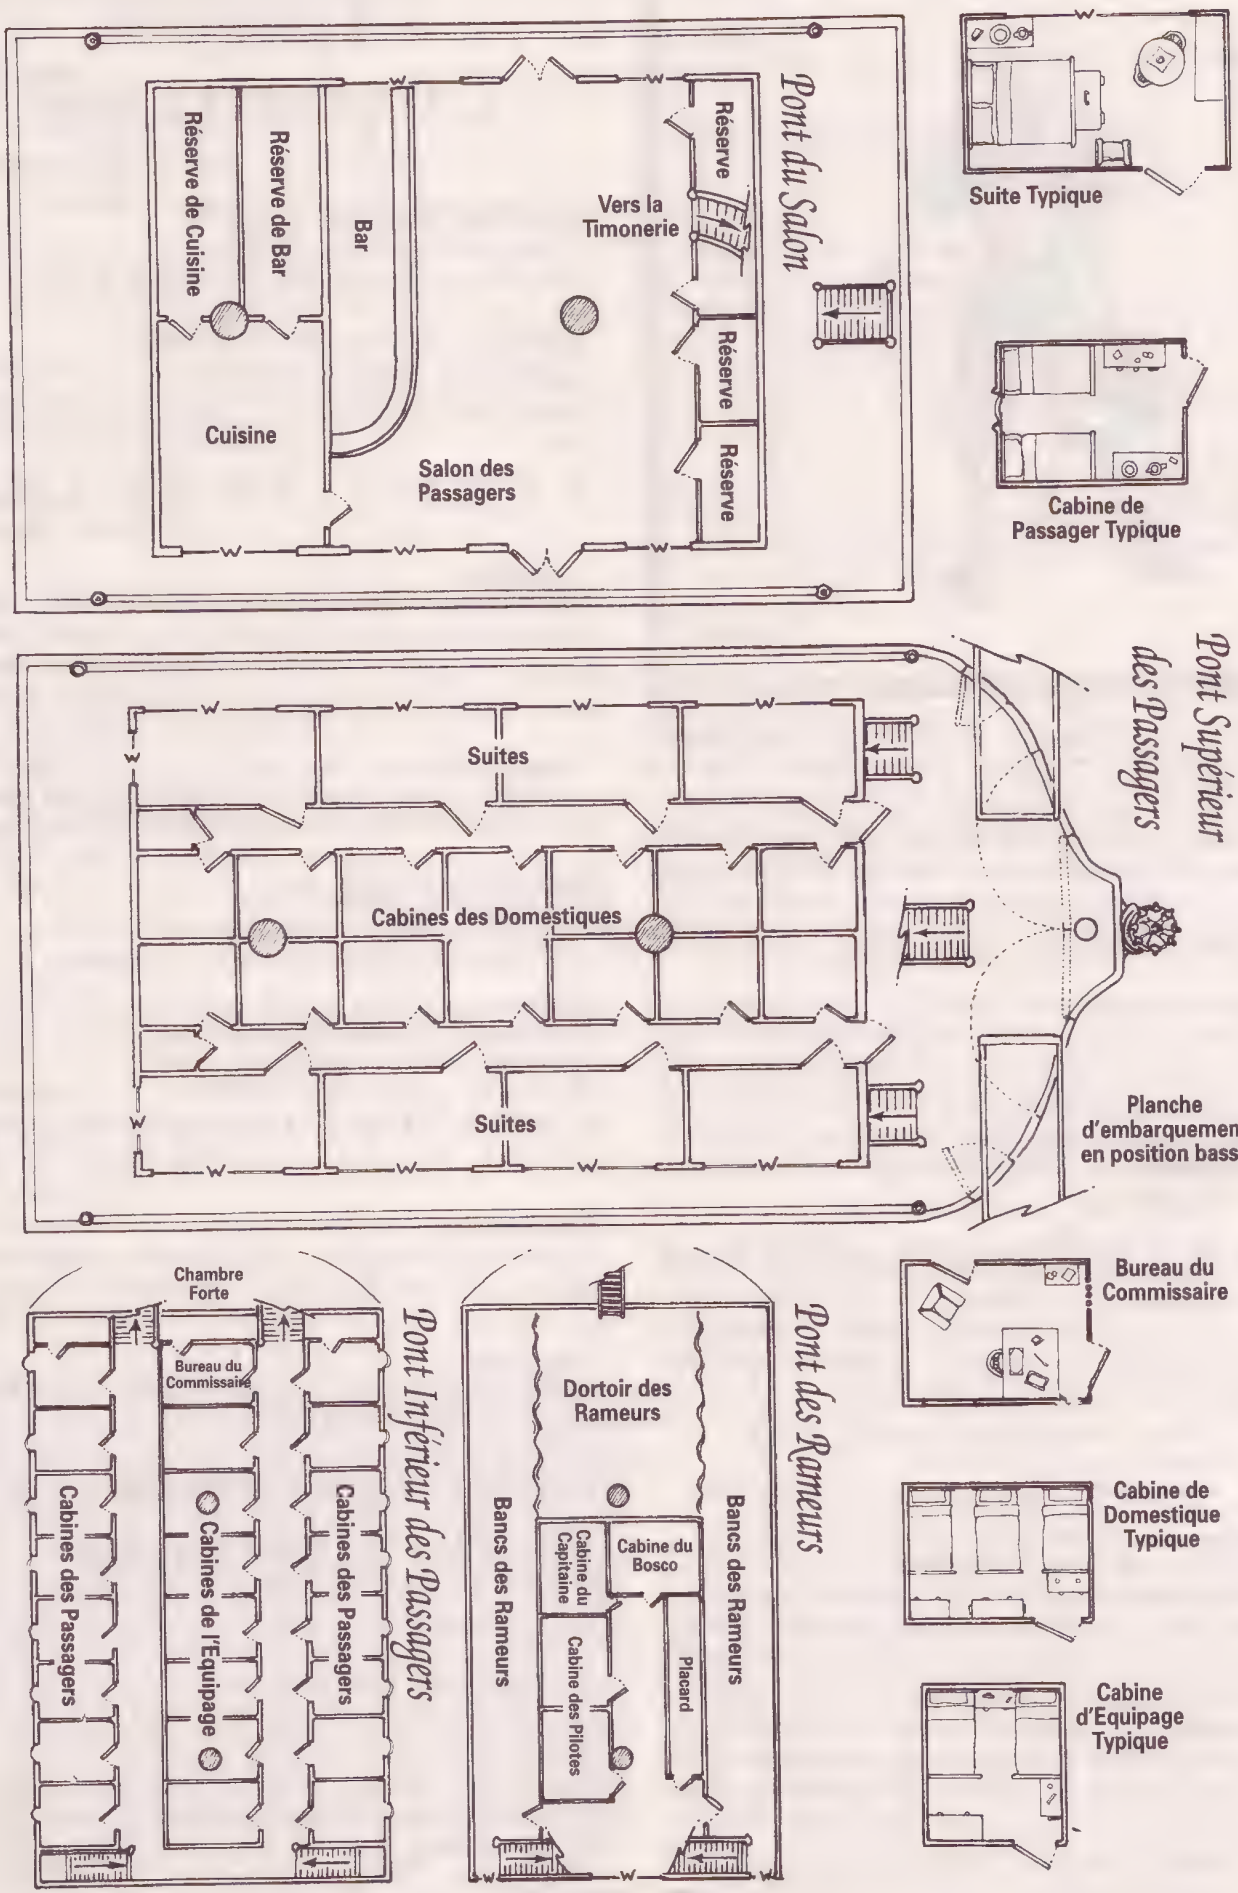 Pont du Salon
Réserve de Cuisine
Réserve de Bar
Bar
Réserve
Vers la
Timonerie
Réserve
Réserve
Cuisine
Salon des
Passagers
W
W
W
W
W
W
Suite Typique
W
Cabine de
Passager Typique
Pont Supérieur
des Passagers
Suites
Cabines des Domestiques
Suites
W
W
W
W
W
W
W
W
W
W
Planche
d'embarquemen
en position bass
Chambre
Forte
Bureau du
Commissaire
Cabines des Passagers
Cabines de l'Equipage
Cabines des Passagers
Pont Inférieur des Passagers
Dortoir des
Rameurs
Bancs des Rameurs
Bancs des Rameurs
Cabine du
Capitaine
Cabine du
Bosco
Cabine des Pilotes
Placard
W
W
W
Pont des Rameurs
Bureau du
Commissaire
Cabine de
Domestique
Typique
Cabine
d'Equipage
Typique